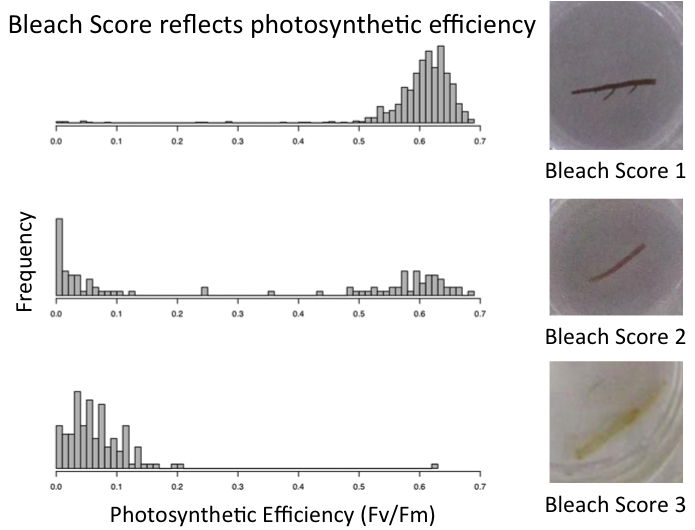 Bleach Score reflects photosynthetic efficiency
0.0 0.1 0.2 0.3 0.4 0.5 0.6 0.7
Bleach Score 1
Frequency
0.0 0.1 0.2 0.3 0.4 0.5 0.6 0.7
Bleach Score 2
0.0 0.1 0.2 0.3 0.4 0.5 0.6 0.7
Bleach Score 3
Photosynthetic Efficiency (Fv/Fm)